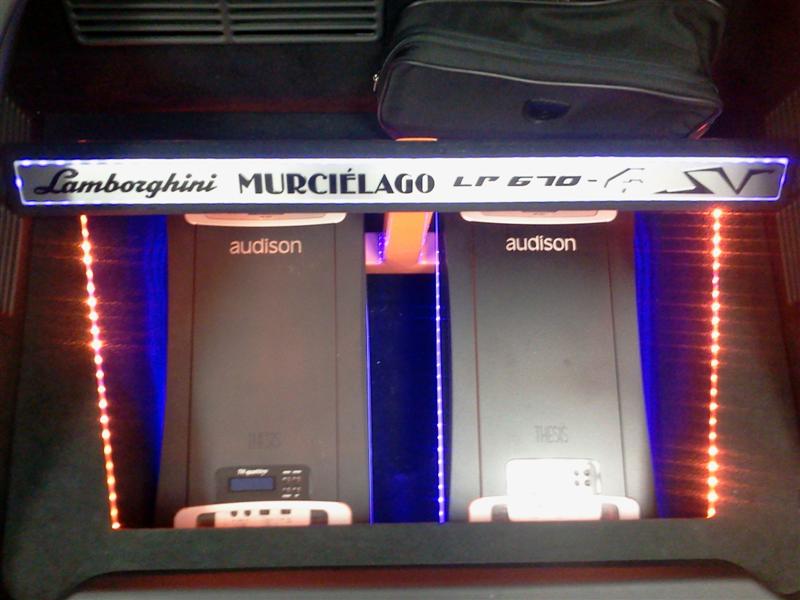 Lamborghini MURCIÉLAGO LP 670-4 SV
audison
audison
THESIS
THESIS